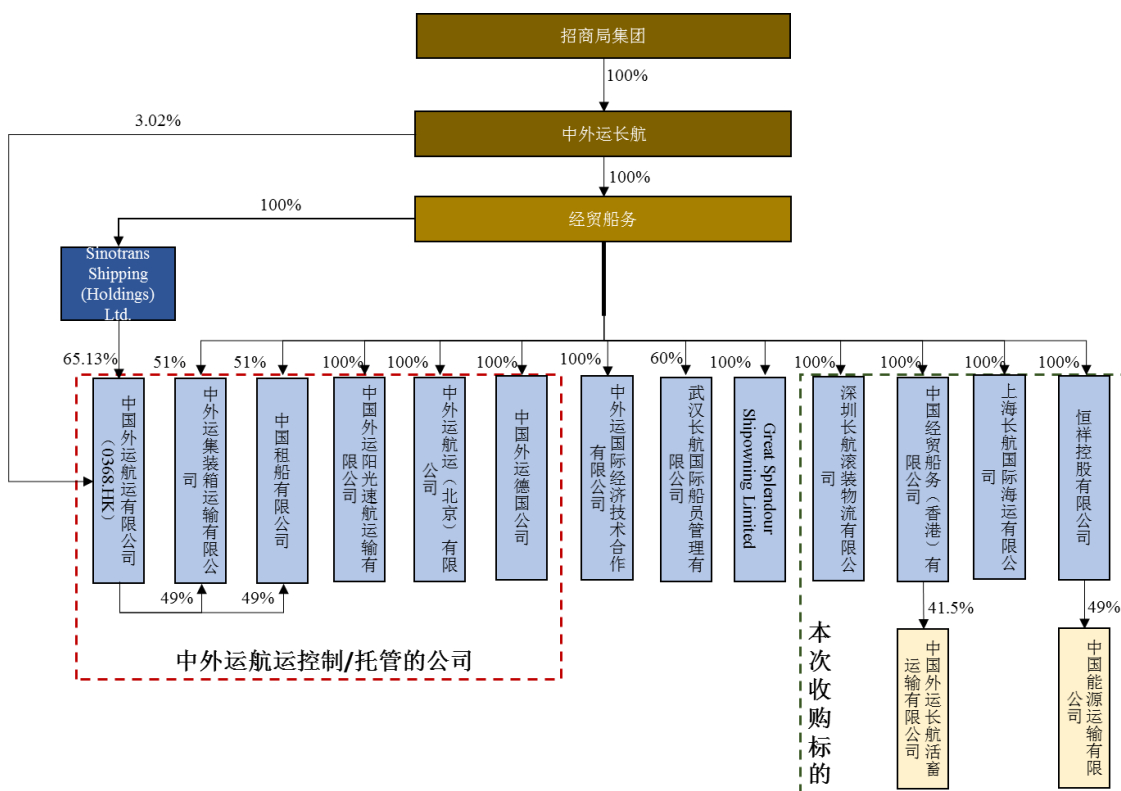 招商局集团
100%
3.02%
中外运长航
100%
100%
经贸船务
Sinotrans
Shipping
(Holdings)
Ltd.
65.13%
51%
51%
100%
100%
100%
100%
60%
100%
100%
100%
100%
100%
中国外运航运有限公司
（0368.HK）
中外运集装箱运输有限公
司
中国租船有限公司
中国外运阳光速航运输有
限公司
中外运航运（北京）有限
公司
中国外运德国公司
中外运国际经济技术合作
有限公司
武汉长航国际船员管理有
限公司
Great Splendour
Shipowning Limited
深圳长航滚装物流有限公
司
中国经贸船务（香港）有
限公司
上海长航国际海运有限公
司
恒祥控股有限公司
49%
49%
41.5%
49%
中外运航运控制/托管的公司
本次收购标的
中国外运长航活畜
运输有限公司
中国能源运输有限
公司